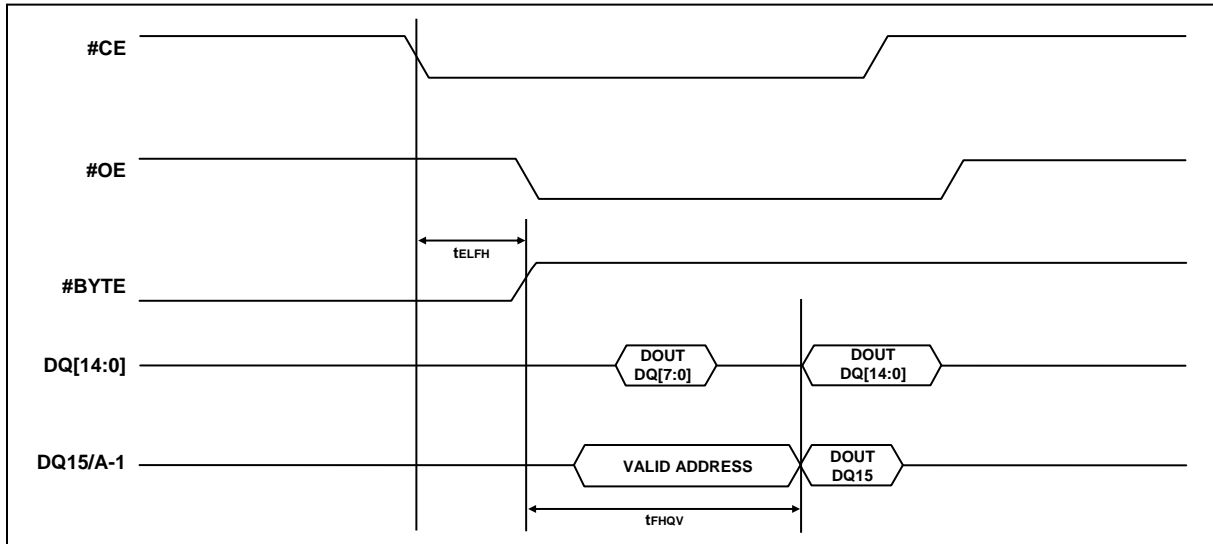 #CE
#OE
tELFH
#BYTE
DQ[14:0]
DOUT
DQ[7:0]
DOUT
DQ[14:0]
DQ15/A-1
VALID ADDRESS
DOUT
DQ15
tFHQV